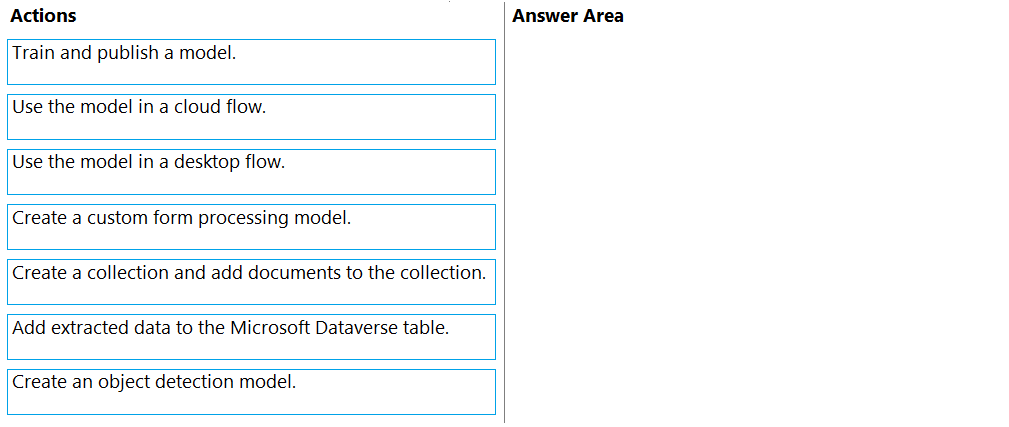 Actions
Answer Area
Train and publish a model.
Use the model in a cloud flow.
Use the model in a desktop flow.
Create a custom form processing model.
Create a collection and add documents to the collection.
Add extracted data to the Microsoft Dataverse table.
Create an object detection model.